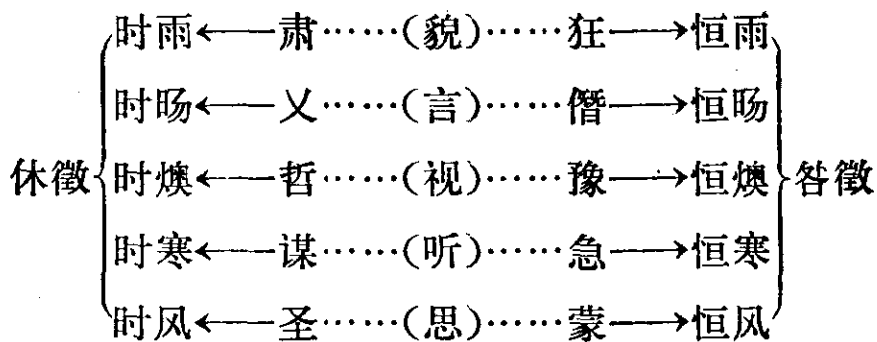 时雨←——肃……(貌)……狂——→恒雨
时旸←——乂……(言)……僭——→恒旸
休徵{时燠←——哲……(视)……豫——→恒燠}咎徵
时寒←——谋……(听)……急——→恒寒
时风←——圣……(思)……蒙——→恒风